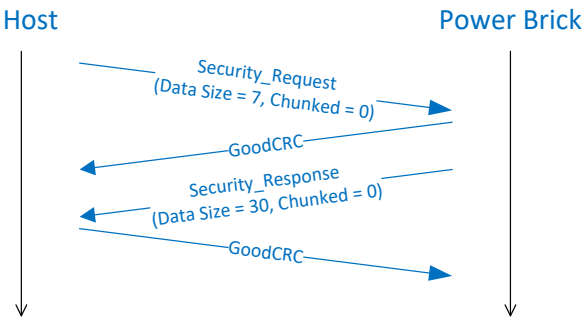 Host
Power Brick
Security_Request
(Data Size = 7, Chunked = 0)
GoodCRC
Security_Response
(Data Size = 30, Chunked = 0)
GoodCRC